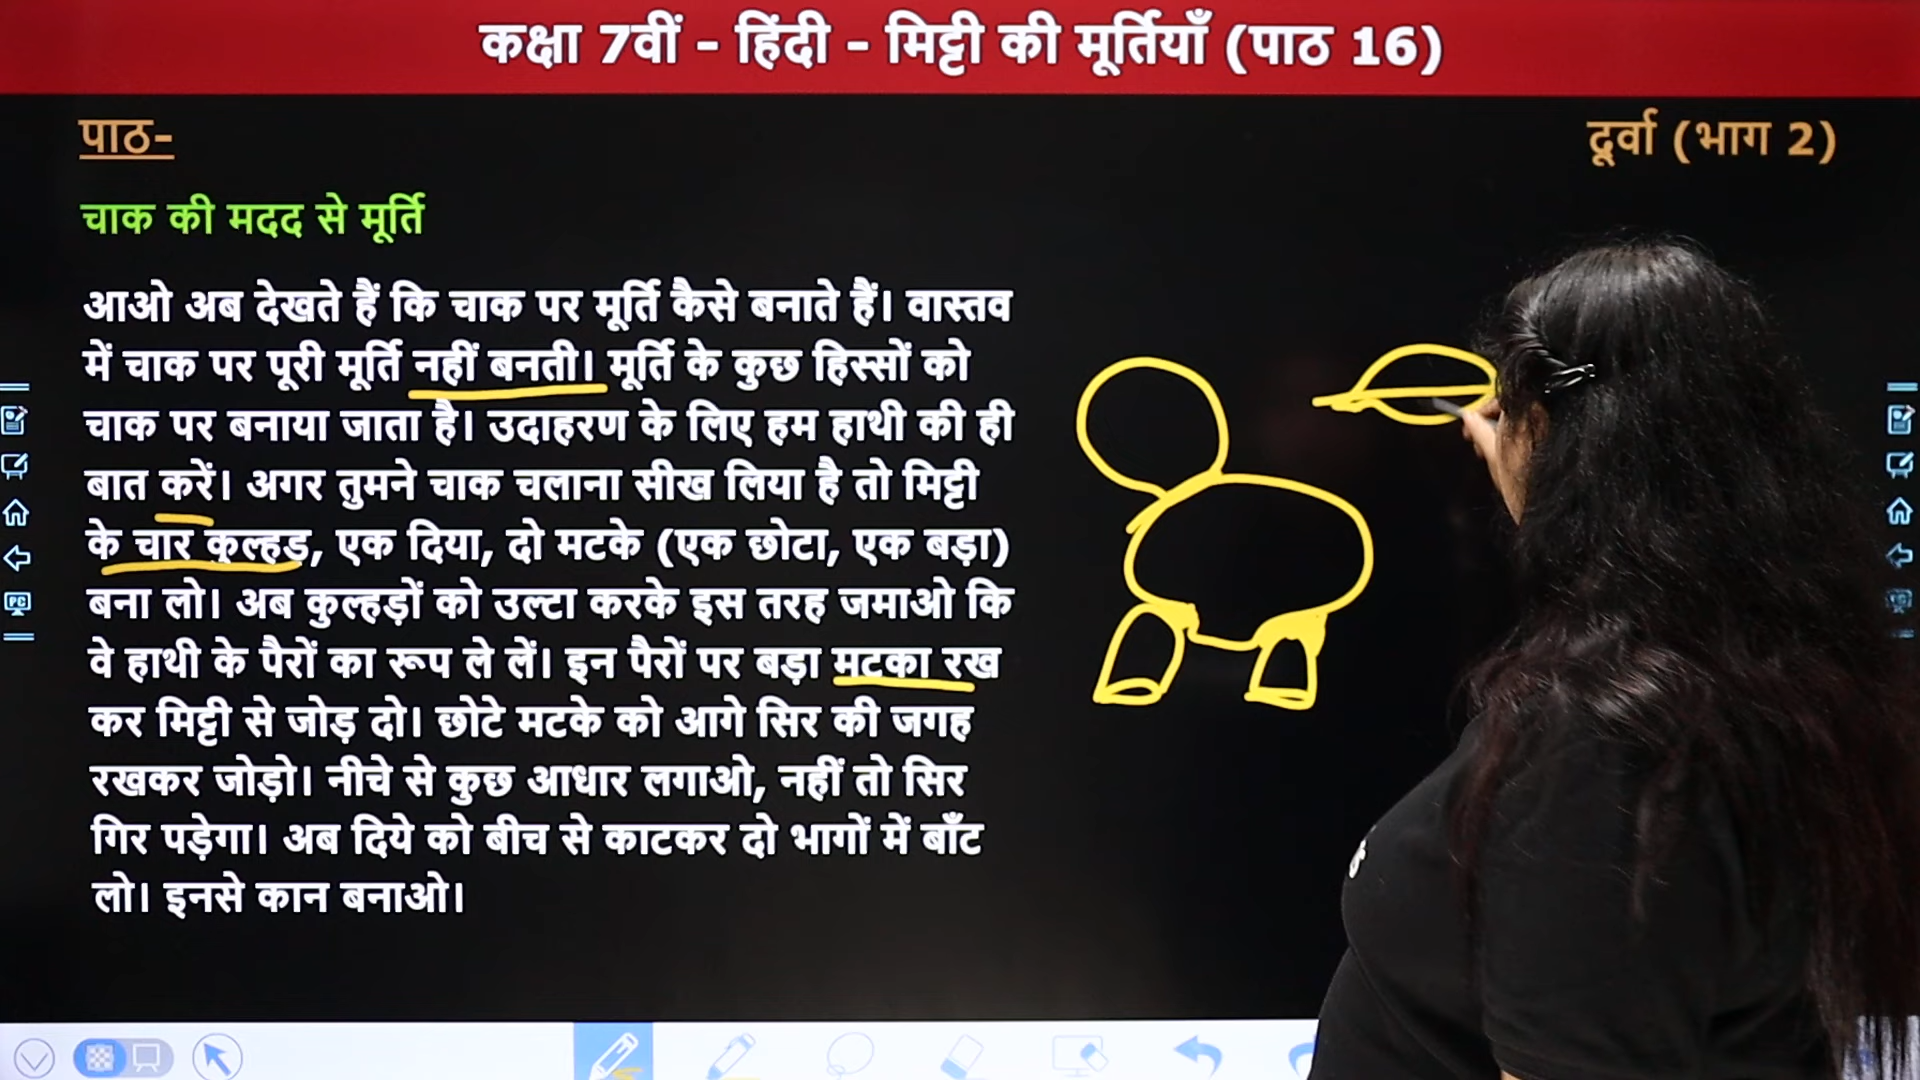 कक्षा 7वीं - हिंदी - मिट्टी की मूर्तियाँ (पाठ 16)
पाठ-
दूर्वा (भाग 2)
चाक की मदद से मूर्ति
आओ अब देखते हैं कि चाक पर मूर्ति कैसे बनाते हैं। वास्तव
में चाक पर पूरी मूर्ति नहीं बनती। मूर्ति के कुछ हिस्सों को
चाक पर बनाया जाता है। उदाहरण के लिए हम हाथी की ही
बात करें। अगर तुमने चाक चलाना सीख लिया है तो मिट्टी
के चार कुल्हड, एक दिया, दो मटके (एक छोटा, एक बड़ा)
बना लो। अब कुल्हड़ों को उल्टा करके इस तरह जमाओ कि
वे हाथी के पैरों का रूप ले लें। इन पैरों पर बड़ा मटका रख
कर मिट्टी से जोड़ दो। छोटे मटके को आगे सिर की जगह
रखकर जोड़ो। नीचे से कुछ आधार लगाओ, नहीं तो सिर
गिर पड़ेगा। अब दिये को बीच से काटकर दो भागों में बाँट
लो। इनसे कान बनाओ।
PC